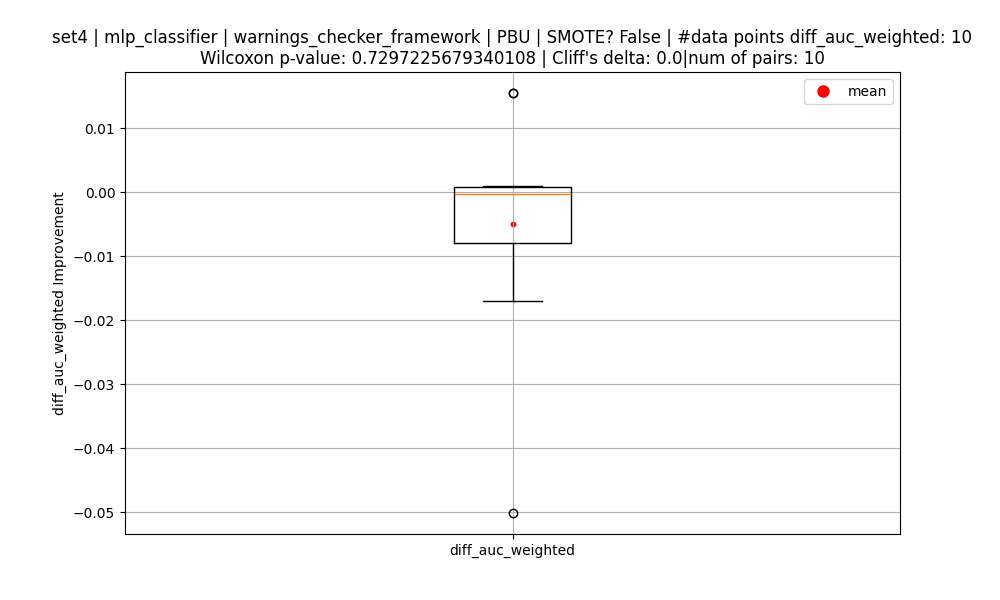 set4 | mlp_classifier | warnings_checker_framework | PBU | SMOTE? False | #data points diff_auc_weighted: 10
Wilcoxon p-value: 0.7297225679340108 | Cliff's delta: 0.0|num of pairs: 10
mean
0.01
0.00
−0.01
−0.02
−0.03
−0.04
−0.05
diff_auc_weighted Improvement
diff_auc_weighted